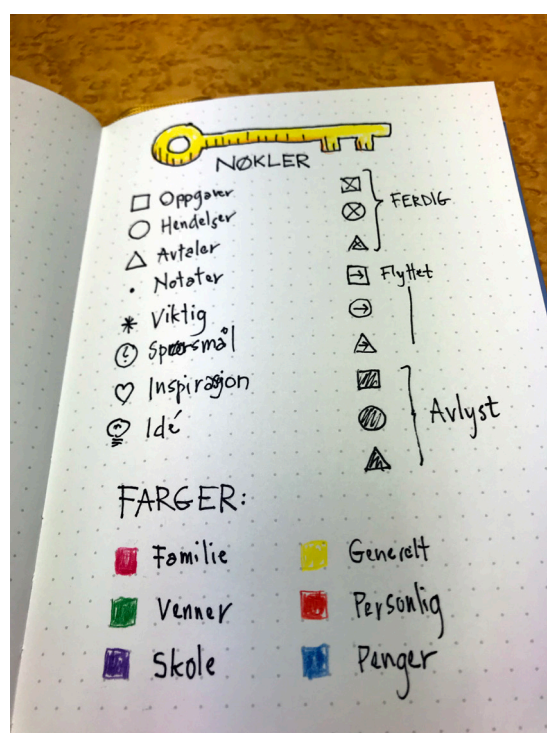 NØKLER
Oppgaver
Hendelser
Avtaler
Notater
Viktig
Spørsmål
Inspirasjon
Idé
FERDIG
Flyttet
Avlyst
FARGER:
Familie
Venner
Skole
Generelt
Personlig
Penger